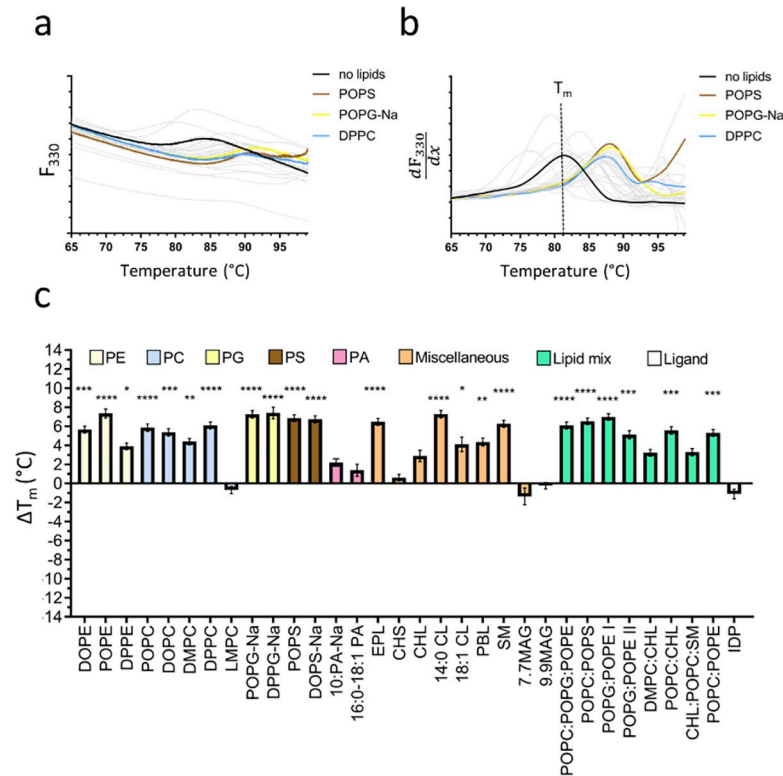 a
no lipids
POPS
POPG-Na
DPPC
F330
65 70 75 80 85 90 95
Temperature (°C)
b
Tm
no lipids
POPS
POPG-Na
DPPC
dF330
dx
65 70 75 80 85 90 95
Temperature (°C)
c
PE PC PG PS PA Miscellaneous Lipid mix Ligand
*** **** * **** *** ** **** **** **** **** **** **** **** * ** **** **** **** **** *** *** ***
ΔTm (°C)
14
12
10
8
6
4
2
0
-2
-4
-6
-8
-10
-12
-14
DOPE
POPE
DPPE
POPC
DOPC
DMPC
DPPC
LMPC
POPG-Na
DPPG-Na
POPS
DOPS-Na
10:PA-Na
16:0-18:1 PA
EPL
CHS
CHL
14:0 CL
18:1 CL
PBL
SM
7.7MAG
9.9MAG
POPC:POPG:POPE
POPC:POPS
POPG:POPE I
POPG:POPE II
DMPC:CHL
POPC:CHL
CHL:POPC:SM
POPC:POPE
IDP